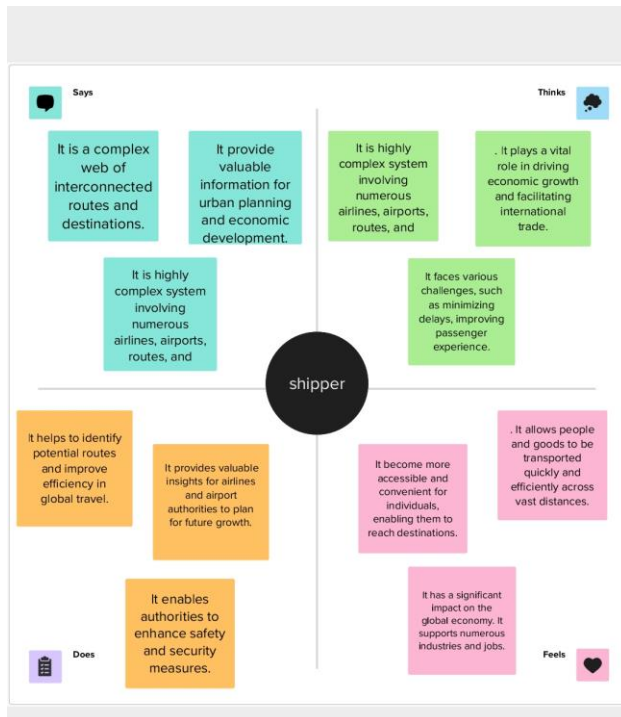 Says
It is a complex
web of
interconnected
routes and
destinations.
It provide
valuable
information for
urban planning
and economic
development.
It is highly
complex system
involving
numerous
airlines, airports,
routes, and
Thinks
It is highly
complex system
involving
numerous
airlines, airports,
routes, and
. It plays a vital
role in driving
economic growth
and facilitating
international
trade.
It faces various
challenges, such
as minimizing
delays, improving
passenger
experience.
shipper
It helps to identify
potential routes
and improve
efficiency in
global travel.
It provides valuable
insights for airlines
and airport
authorities to plan
for future growth.
It enables
authorities to
enhance safety
and security
measures.
Does
It become more
accessible and
convenient for
individuals,
enabling them to
reach destinations.
. It allows people
and goods to be
transported
quickly and
efficiently across
vast distances.
It has a significant
impact on the
global economy. It
supports numerous
industries and jobs.
Feels